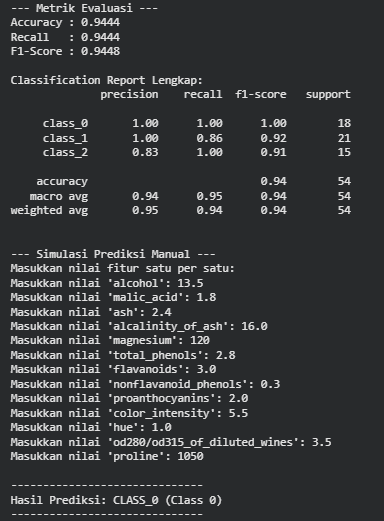 --- Metrik Evaluasi ---
Accuracy : 0.9444
Recall   : 0.9444
F1-Score : 0.9448

Classification Report Lengkap:
              precision    recall  f1-score   support

     class_0       1.00      1.00      1.00        18
     class_1       1.00      0.86      0.92        21
     class_2       0.83      1.00      0.91        15

    accuracy                           0.94        54
   macro avg       0.94      0.95      0.94        54
weighted avg       0.95      0.94      0.94        54

--- Simulasi Prediksi Manual ---
Masukkan nilai fitur satu per satu:
Masukkan nilai 'alcohol': 13.5
Masukkan nilai 'malic_acid': 1.8
Masukkan nilai 'ash': 2.4
Masukkan nilai 'alcalinity_of_ash': 16.0
Masukkan nilai 'magnesium': 120
Masukkan nilai 'total_phenols': 2.8
Masukkan nilai 'flavanoids': 3.0
Masukkan nilai 'nonflavanoid_phenols': 0.3
Masukkan nilai 'proanthocyanins': 2.0
Masukkan nilai 'color_intensity': 5.5
Masukkan nilai 'hue': 1.0
Masukkan nilai 'od280/od315_of_diluted_wines': 3.5
Masukkan nilai 'proline': 1050

------------------------------
Hasil Prediksi: CLASS_0 (Class 0)
------------------------------